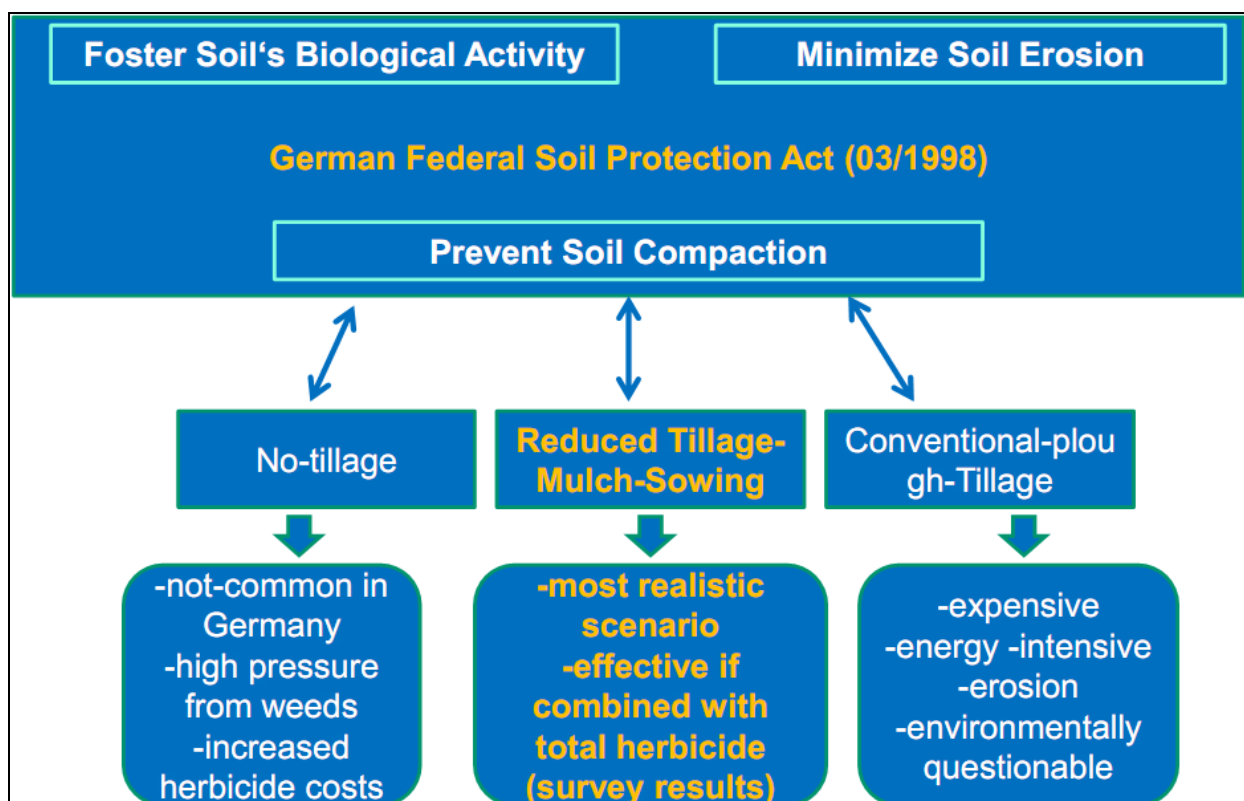 Foster Soil‘s Biological Activity
Minimize Soil Erosion
German Federal Soil Protection Act (03/1998)
Prevent Soil Compaction
No-tillage
Reduced Tillage-
Mulch-Sowing
Conventional-plou
gh-Tillage
-not-common in
Germany
-high pressure
from weeds
-increased
herbicide costs
-most realistic
scenario
-effective if
combined with
total herbicide
(survey results)
-expensive
-energy -intensive
-erosion
-environmentally
questionable